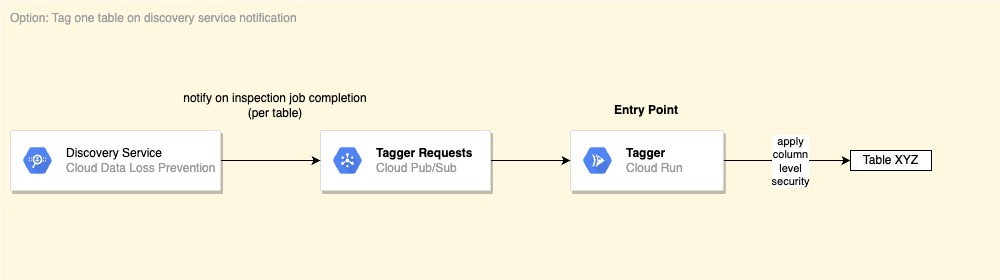 Option: Tag one table on discovery service notification
notify on inspection job completion
(per table)
Entry Point
Discovery Service
Cloud Data Loss Prevention
Tagger Requests
Cloud Pub/Sub
Tagger
Cloud Run
apply
column
level
security
Table XYZ